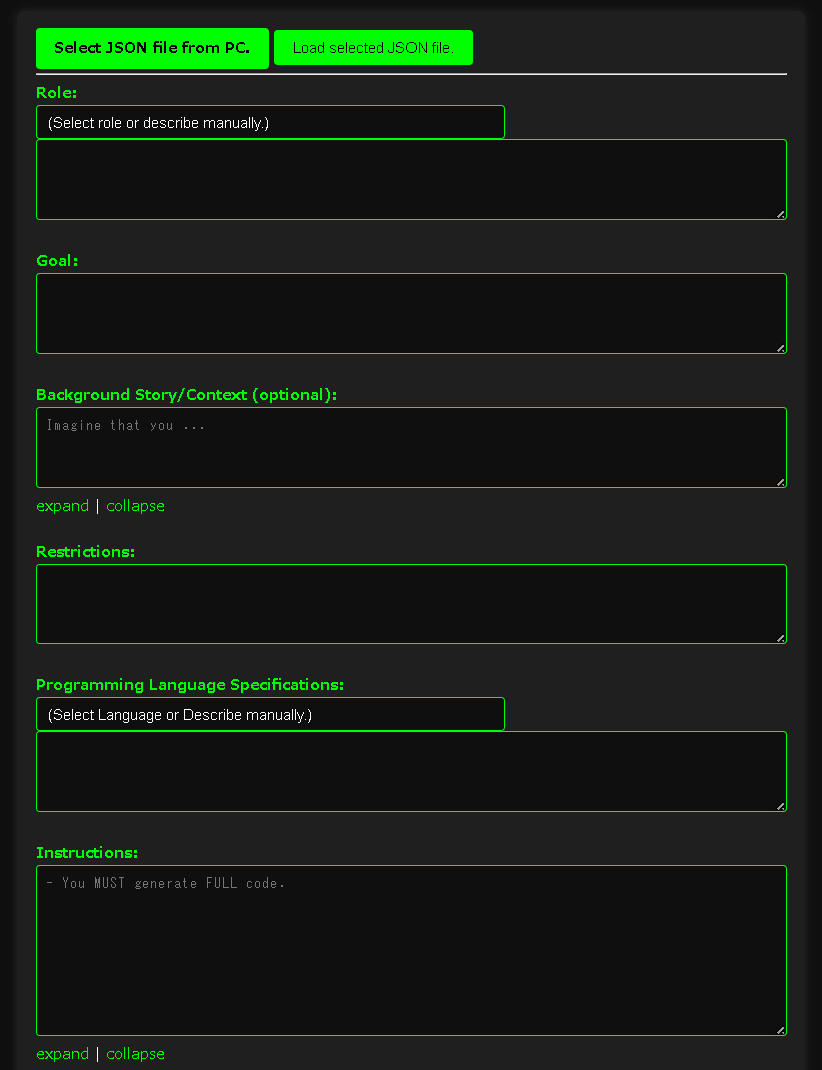 Select JSON file from PC. Load selected JSON file.
Role:
(Select role or describe manually.)
Goal:
Background Story/Context (optional):
Imagine that you ...
expand | collapse
Restrictions:
Programming Language Specifications:
(Select Language or Describe manually.)
Instructions:
- You MUST generate FULL code.
expand | collapse